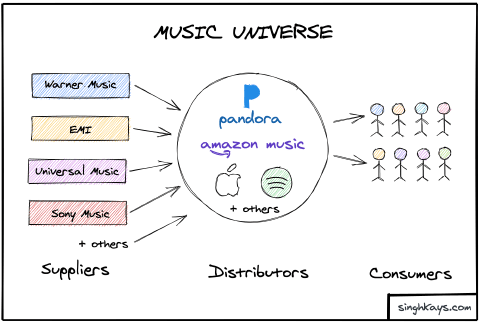 MUSIC UNIVERSE
Warner Music
EMI
Universal Music
Sony Music
+ others
Suppliers
pandora
amazon music
+ others
Distributors
Consumers
singhkays.com